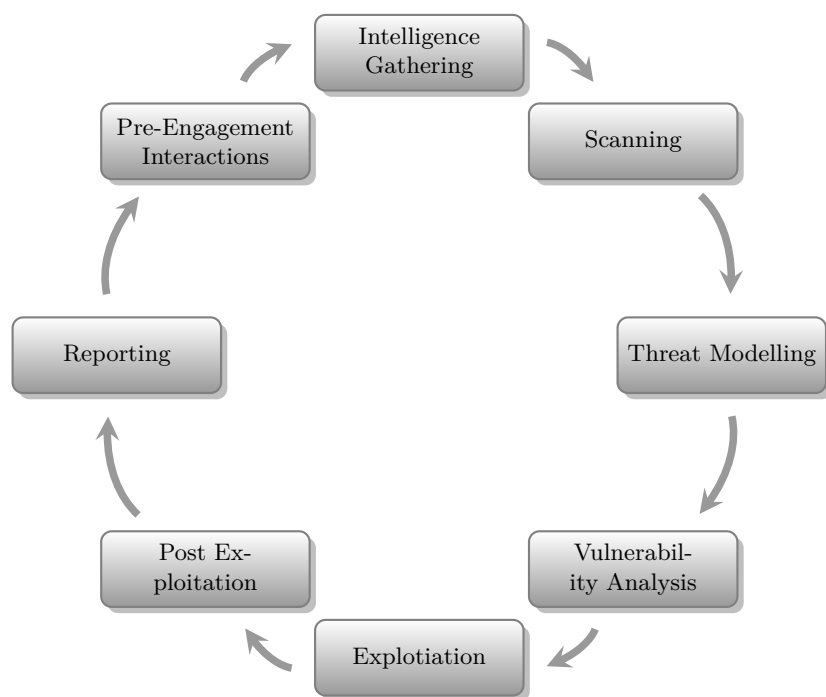 Intelligence
Gathering
Pre-Engagement
Interactions
Scanning
Reporting
Threat Modelling
Post Ex-
ploitation
Vulnerabil-
ity Analysis
Explotiation